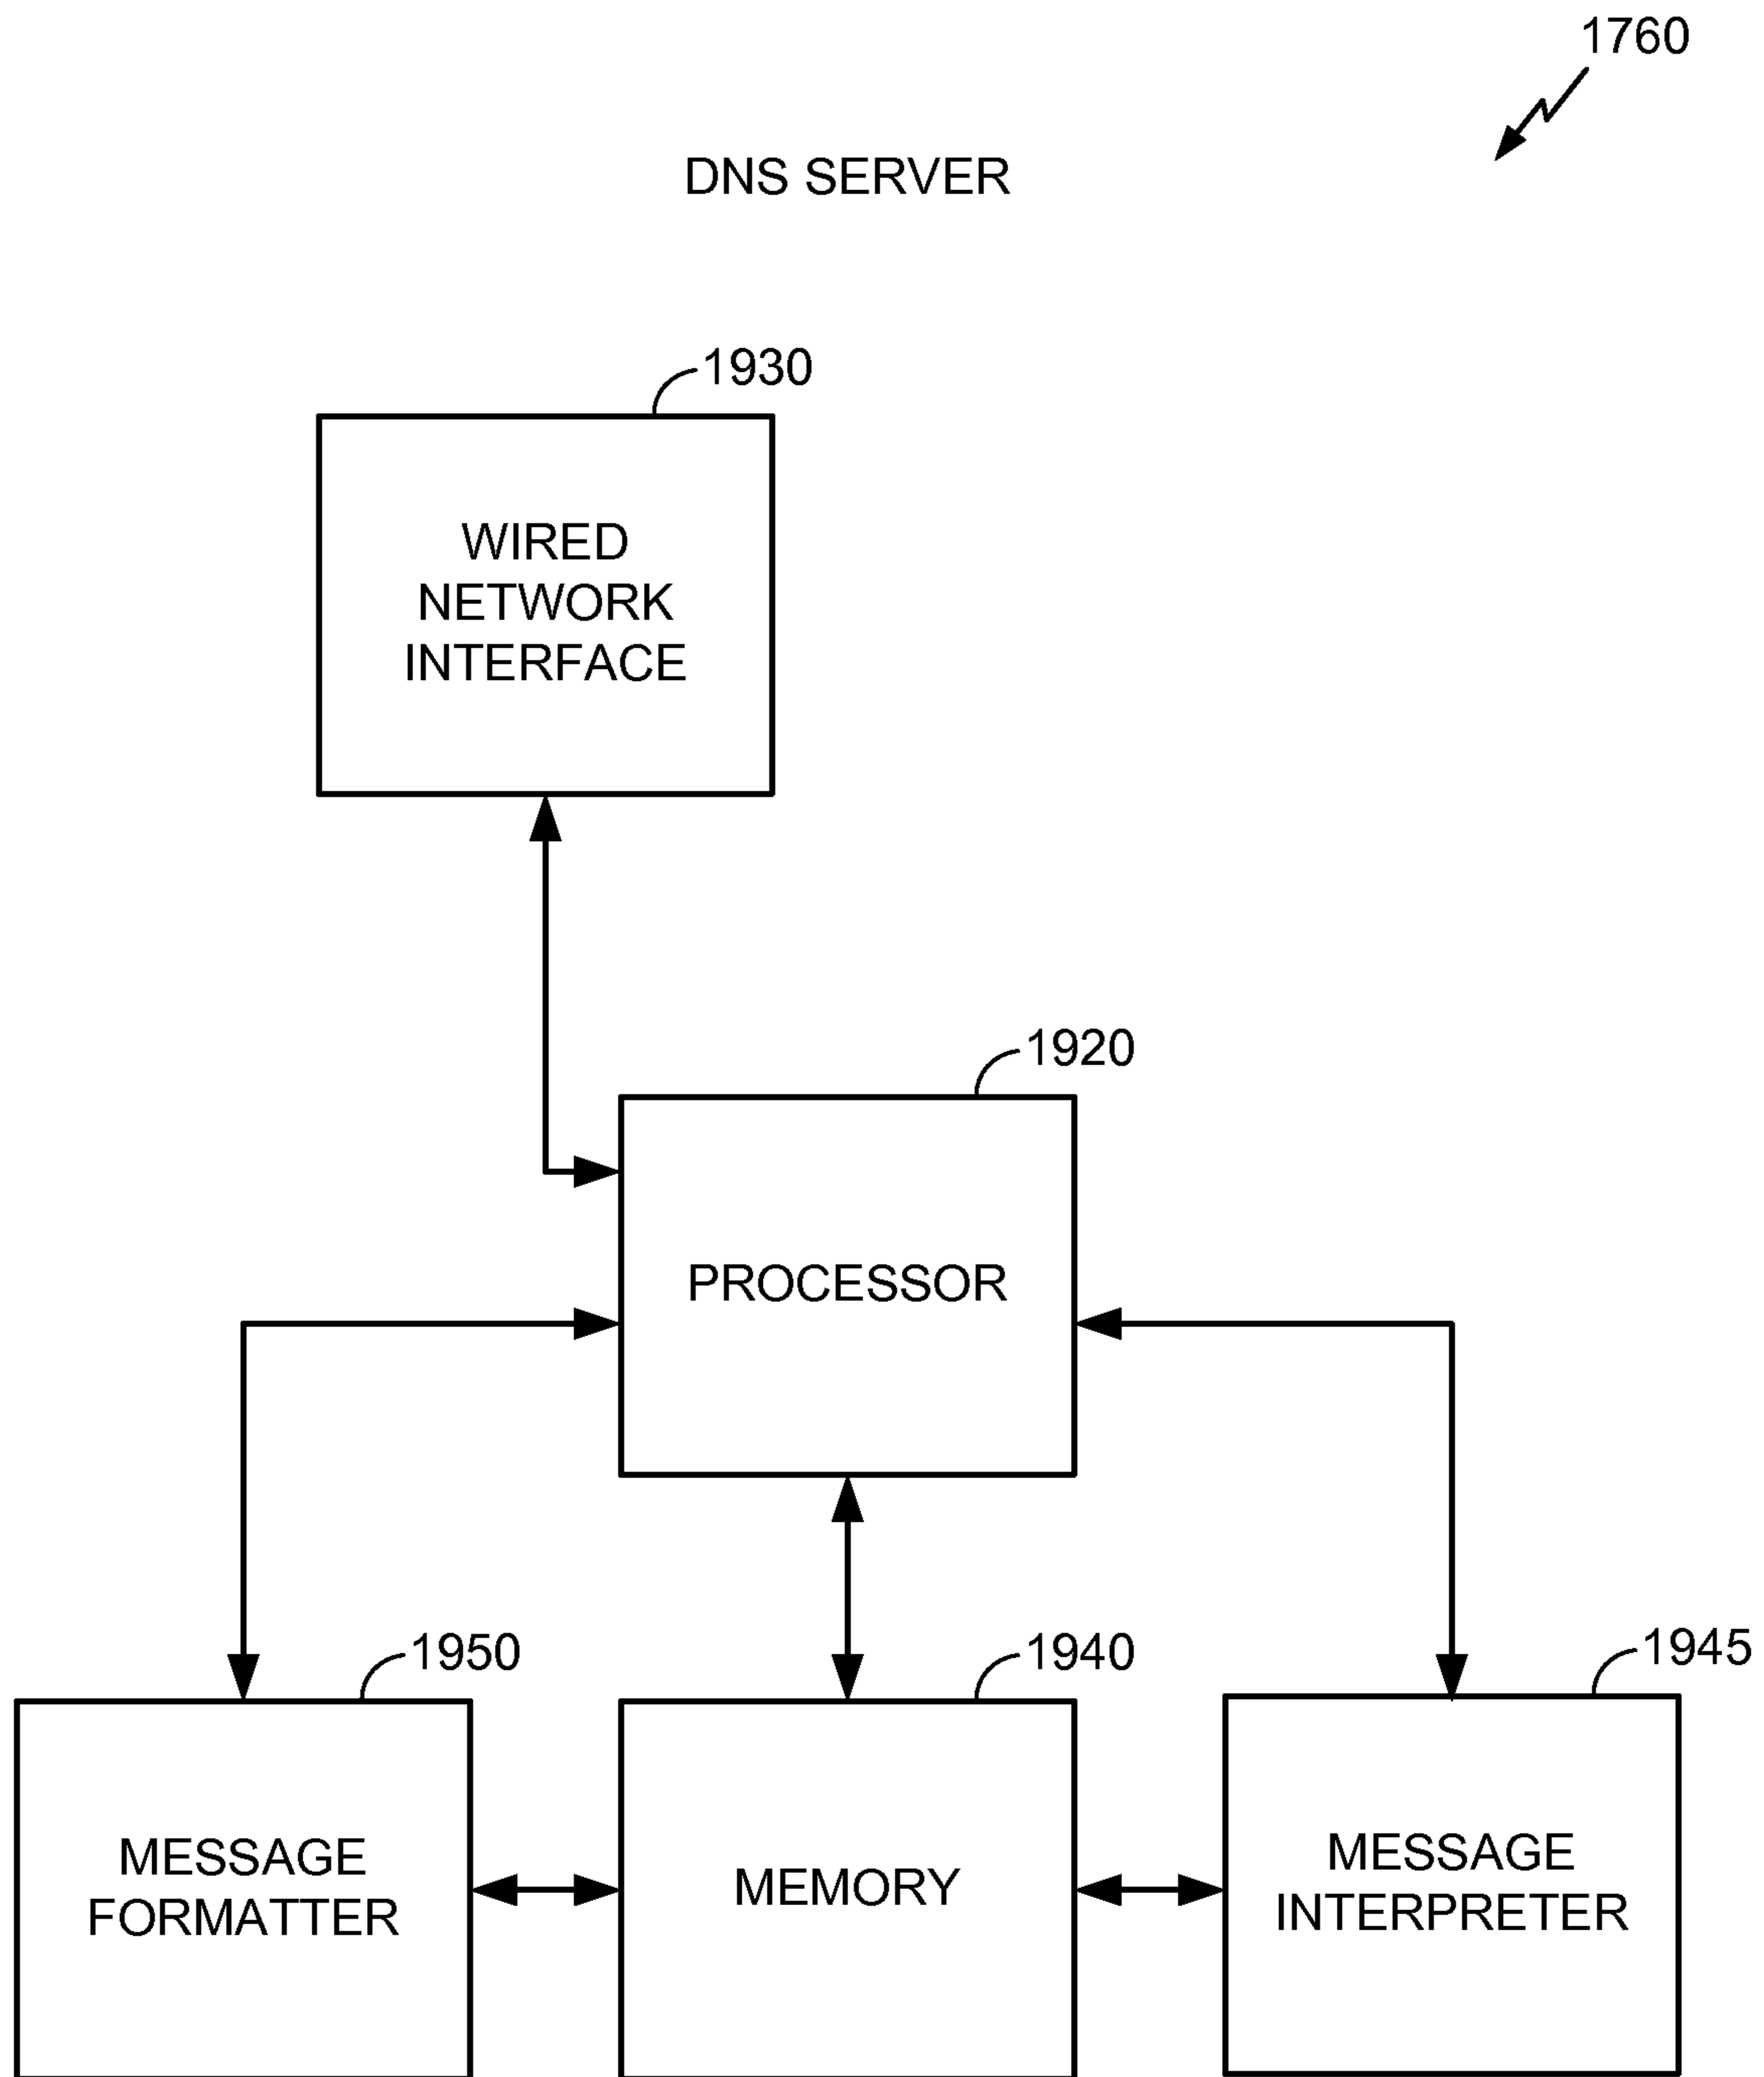 1760
DNS SERVER
1930
WIRED
NETWORK
INTERFACE
1920
PROCESSOR
1950
1940
1945
MESSAGE
FORMATTER
MEMORY
MESSAGE
INTERPRETER